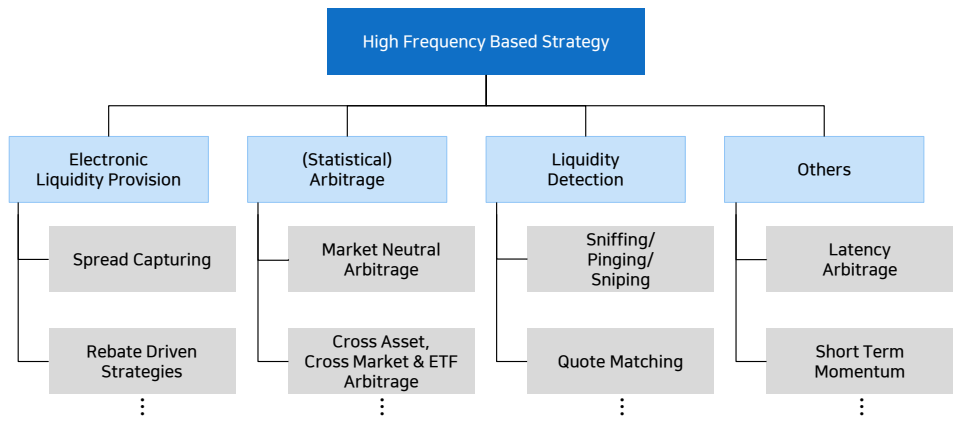 High Frequency Based Strategy
Electronic
Liquidity Provision
(Statistical)
Arbitrage
Liquidity
Detection
Others
Spread Capturing
Market Neutral
Arbitrage
Sniffing/
Pinging/
Sniping
Latency
Arbitrage
Rebate Driven
Strategies
Cross Asset,
Cross Market & ETF
Arbitrage
Quote Matching
Short Term
Momentum